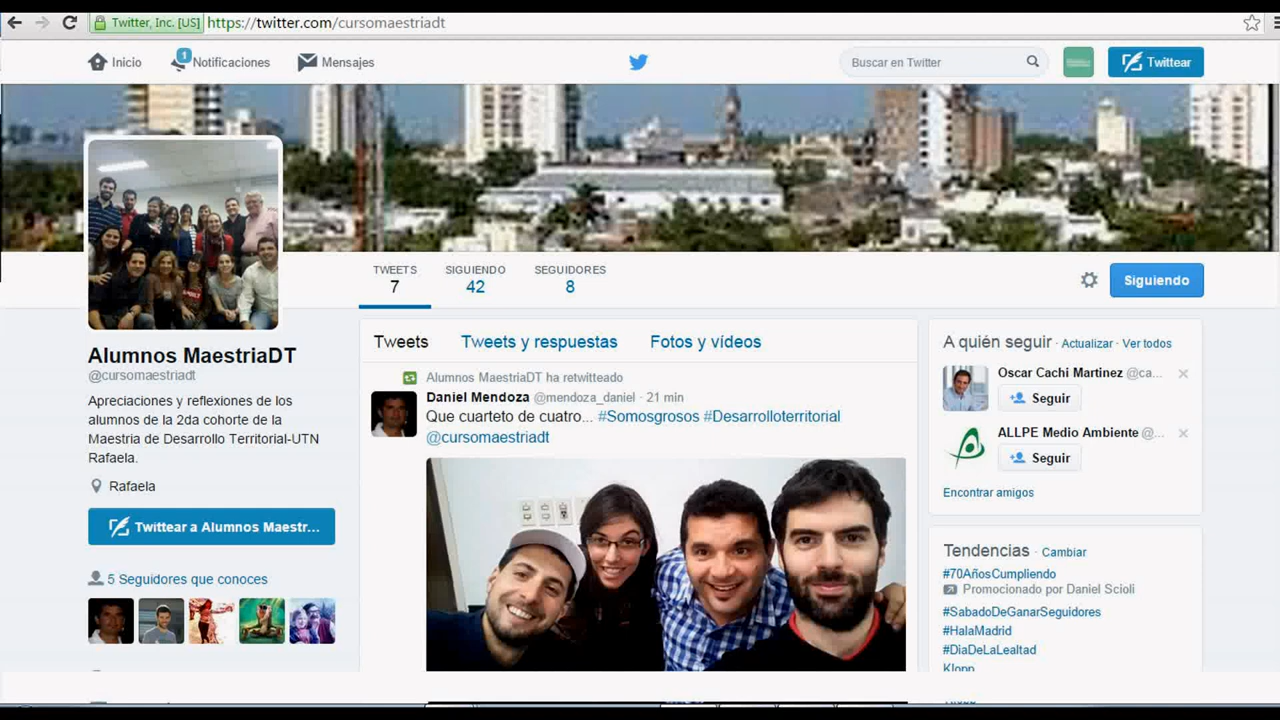 Twitter, Inc. [US] https://twitter.com/cursomaestriadt
Inicio
1
Notificaciones
Mensajes
Buscar en Twitter
Twittear
TWEETS
7
SIGUIENDO
42
SEGUIDORES
8
Siguiendo
Alumnos MaestriaDT
@cursomaestriadt
Apreciaciones y reflexiones de los
alumnos de la 2da cohorte de la
Maestria de Desarrollo Territorial-UTN
Rafaela.
Rafaela
Twittear a Alumnos Maestr...
5 Seguidores que conoces
Tweets
Tweets y respuestas
Fotos y vídeos
Alumnos MaestriaDT ha retwitteado
Daniel Mendoza @mendoza_daniel · 21 min
Que cuarteto de cuatro... #Somosgrosos #Desarrolloterritorial
@cursomaestriadt
A quién seguir · Actualizar · Ver todos
Oscar Cachi Martinez @ca...
Seguir
ALLPE Medio Ambiente @...
Seguir
Encontrar amigos
Tendencias · Cambiar
#70AñosCumpliendo
Promocionado por Daniel Scioli
#SabadoDeGanarSeguidores
#HalaMadrid
#DiaDeLaLealtad
Klopp